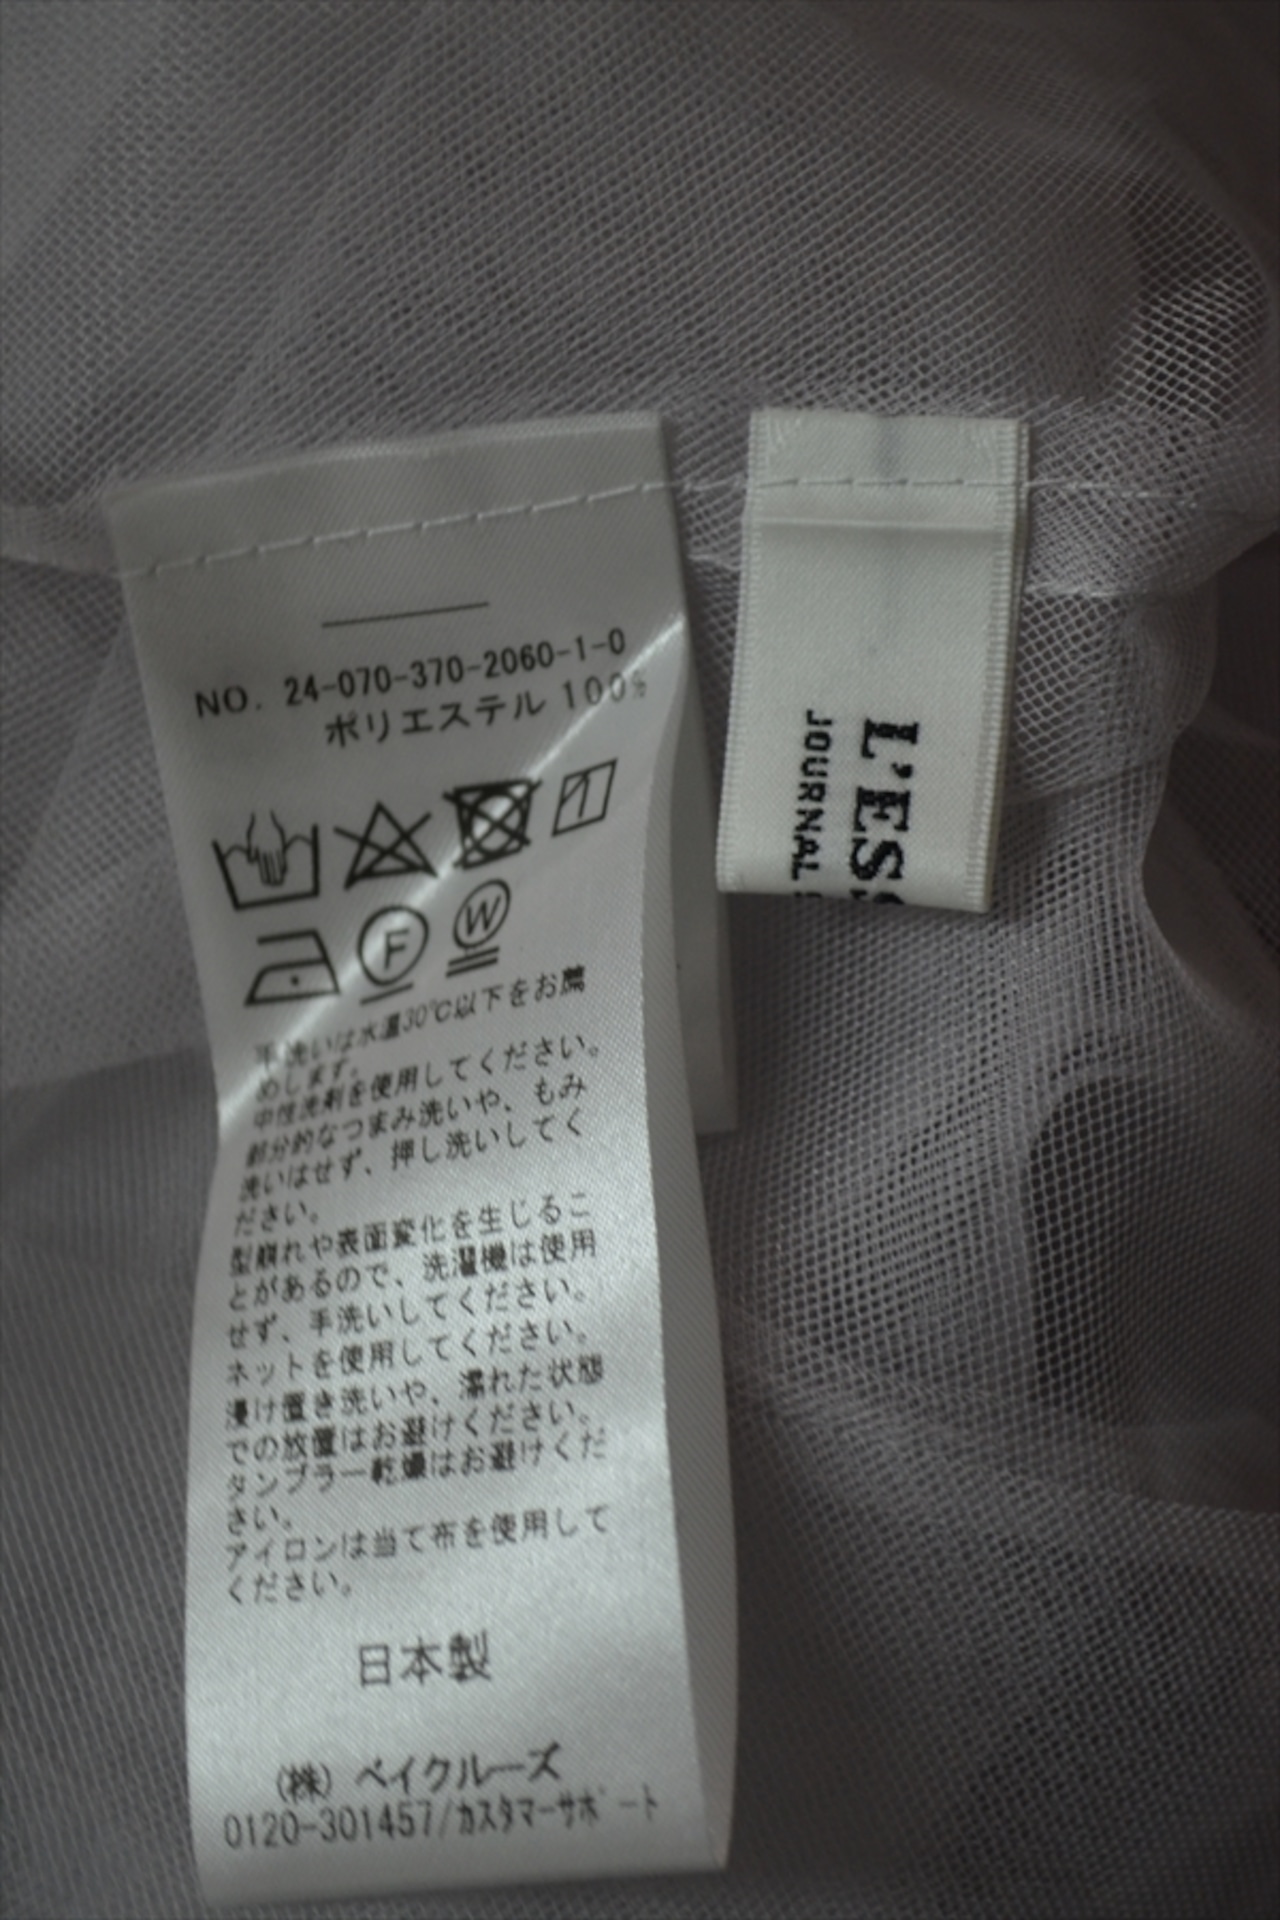 NO. 24-070-370-2060-1-0
ポリエステル 100%
F
W
手洗いは水温30℃以下をお薦
めします。
中性洗剤を使用してください。
部分的なつまみ洗いや、もみ
洗いはせず、押し洗いしてく
ださい。
型崩れや表面変化を生じるこ
とがあるので、洗濯機は使用
せず、手洗いしてください。
ネットを使用してください。
浸け置き洗いや、濡れた状態
での放置はお避けください。
タンブラー乾燥はお避けくだ
さい。
アイロンは当て布を使用して
ください。
日本製
(株) ベイクルーズ
0120-301457/カスタマーサポート
L'ES
JOURNAL